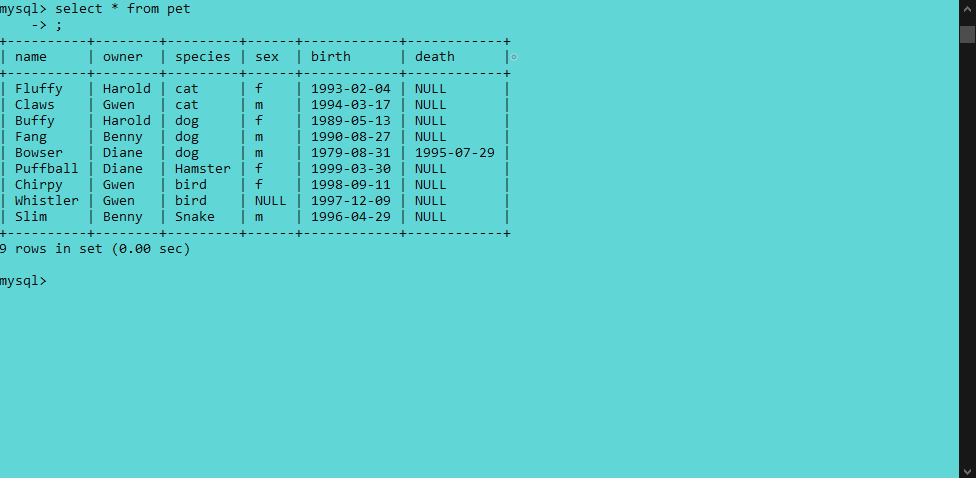 mysql> select * from pet
    -> ;
+----------+--------+---------+------+------------+------------+
| name     | owner  | species | sex  | birth      | death      |
+----------+--------+---------+------+------------+------------+
| Fluffy   | Harold | cat     | f    | 1993-02-04 | NULL       |
| Claws    | Gwen   | cat     | m    | 1994-03-17 | NULL       |
| Buffy    | Harold | dog     | f    | 1989-05-13 | NULL       |
| Fang     | Benny  | dog     | m    | 1990-08-27 | NULL       |
| Bowser   | Diane  | dog     | m    | 1979-08-31 | 1995-07-29 |
| Puffball | Diane  | Hamster | f    | 1999-03-30 | NULL       |
| Chirpy   | Gwen   | bird    | f    | 1998-09-11 | NULL       |
| Whistler | Gwen   | bird    | NULL | 1997-12-09 | NULL       |
| Slim     | Benny  | Snake   | m    | 1996-04-29 | NULL       |
+----------+--------+---------+------+------------+------------+
9 rows in set (0.00 sec)

mysql>